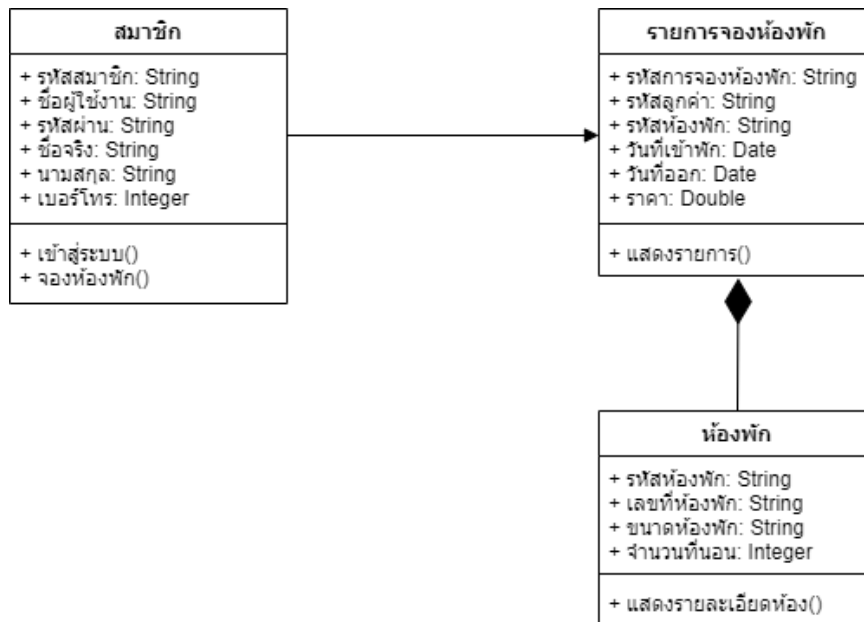 สมาชิก
+ รหัสสมาชิก: String
+ ชื่อผู้ใช้งาน: String
+ รหัสผ่าน: String
+ ชื่อจริง: String
+ นามสกุล: String
+ เบอร์โทร: Integer
+ เข้าสู่ระบบ()
+ จองห้องพัก()
รายการจองห้องพัก
+ รหัสการจองห้องพัก: String
+ รหัสลูกค่า: String
+ รหัสห้องพัก: String
+ วันที่เข้าพัก: Date
+ วันที่ออก: Date
+ ราคา: Double
+ แสดงรายการ()
ห้องพัก
+ รหัสห้องพัก: String
+ เลขที่ห้องพัก: String
+ ขนาดห้องพัก: String
+ จำนวนที่นอน: Integer
+ แสดงรายละเอียดห้อง()